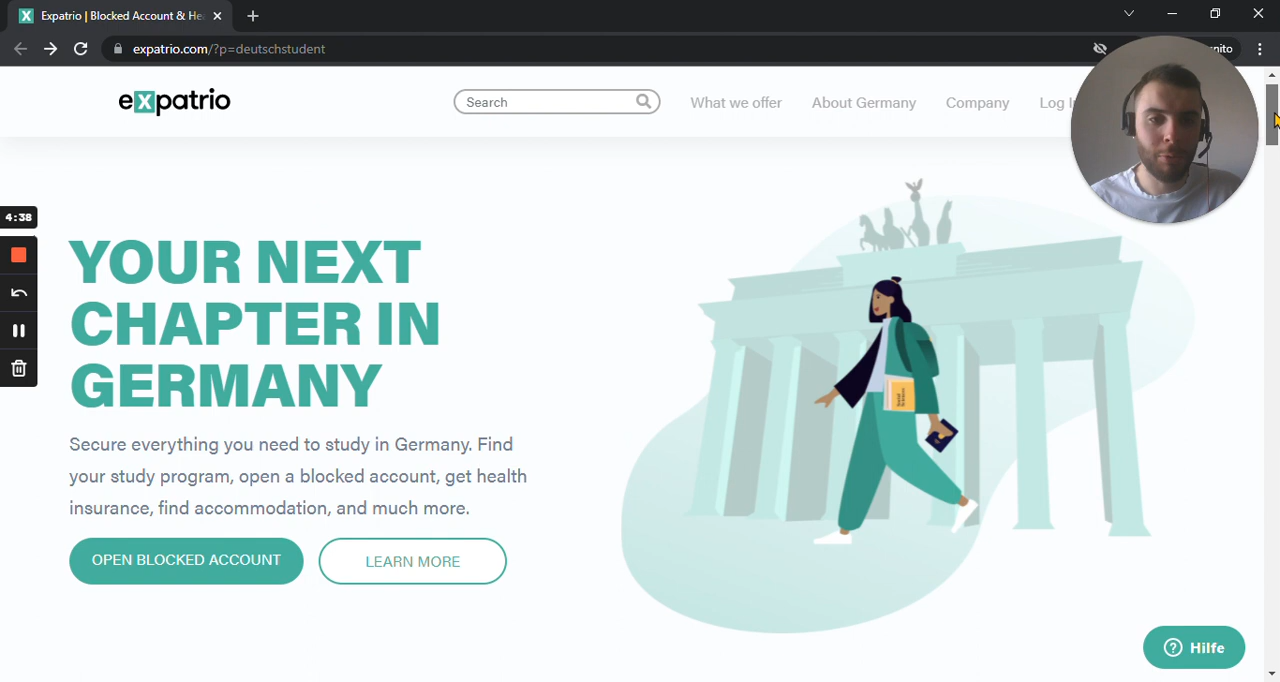 Expatrio | Blocked Account & He
expatrio.com/?p=deutschstudent
nito
expatrio
Search
What we offer
About Germany
Company
Log I
4:38
YOUR NEXT
CHAPTER IN
GERMANY
Secure everything you need to study in Germany. Find
your study program, open a blocked account, get health
insurance, find accommodation, and much more.
OPEN BLOCKED ACCOUNT
LEARN MORE
Hilfe